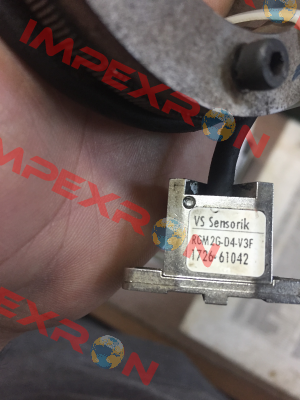 IMPEXRON
IMPEXRON
IMPEXRON
VS Sensorik
RGM2G-D4-V3F
1726-61042